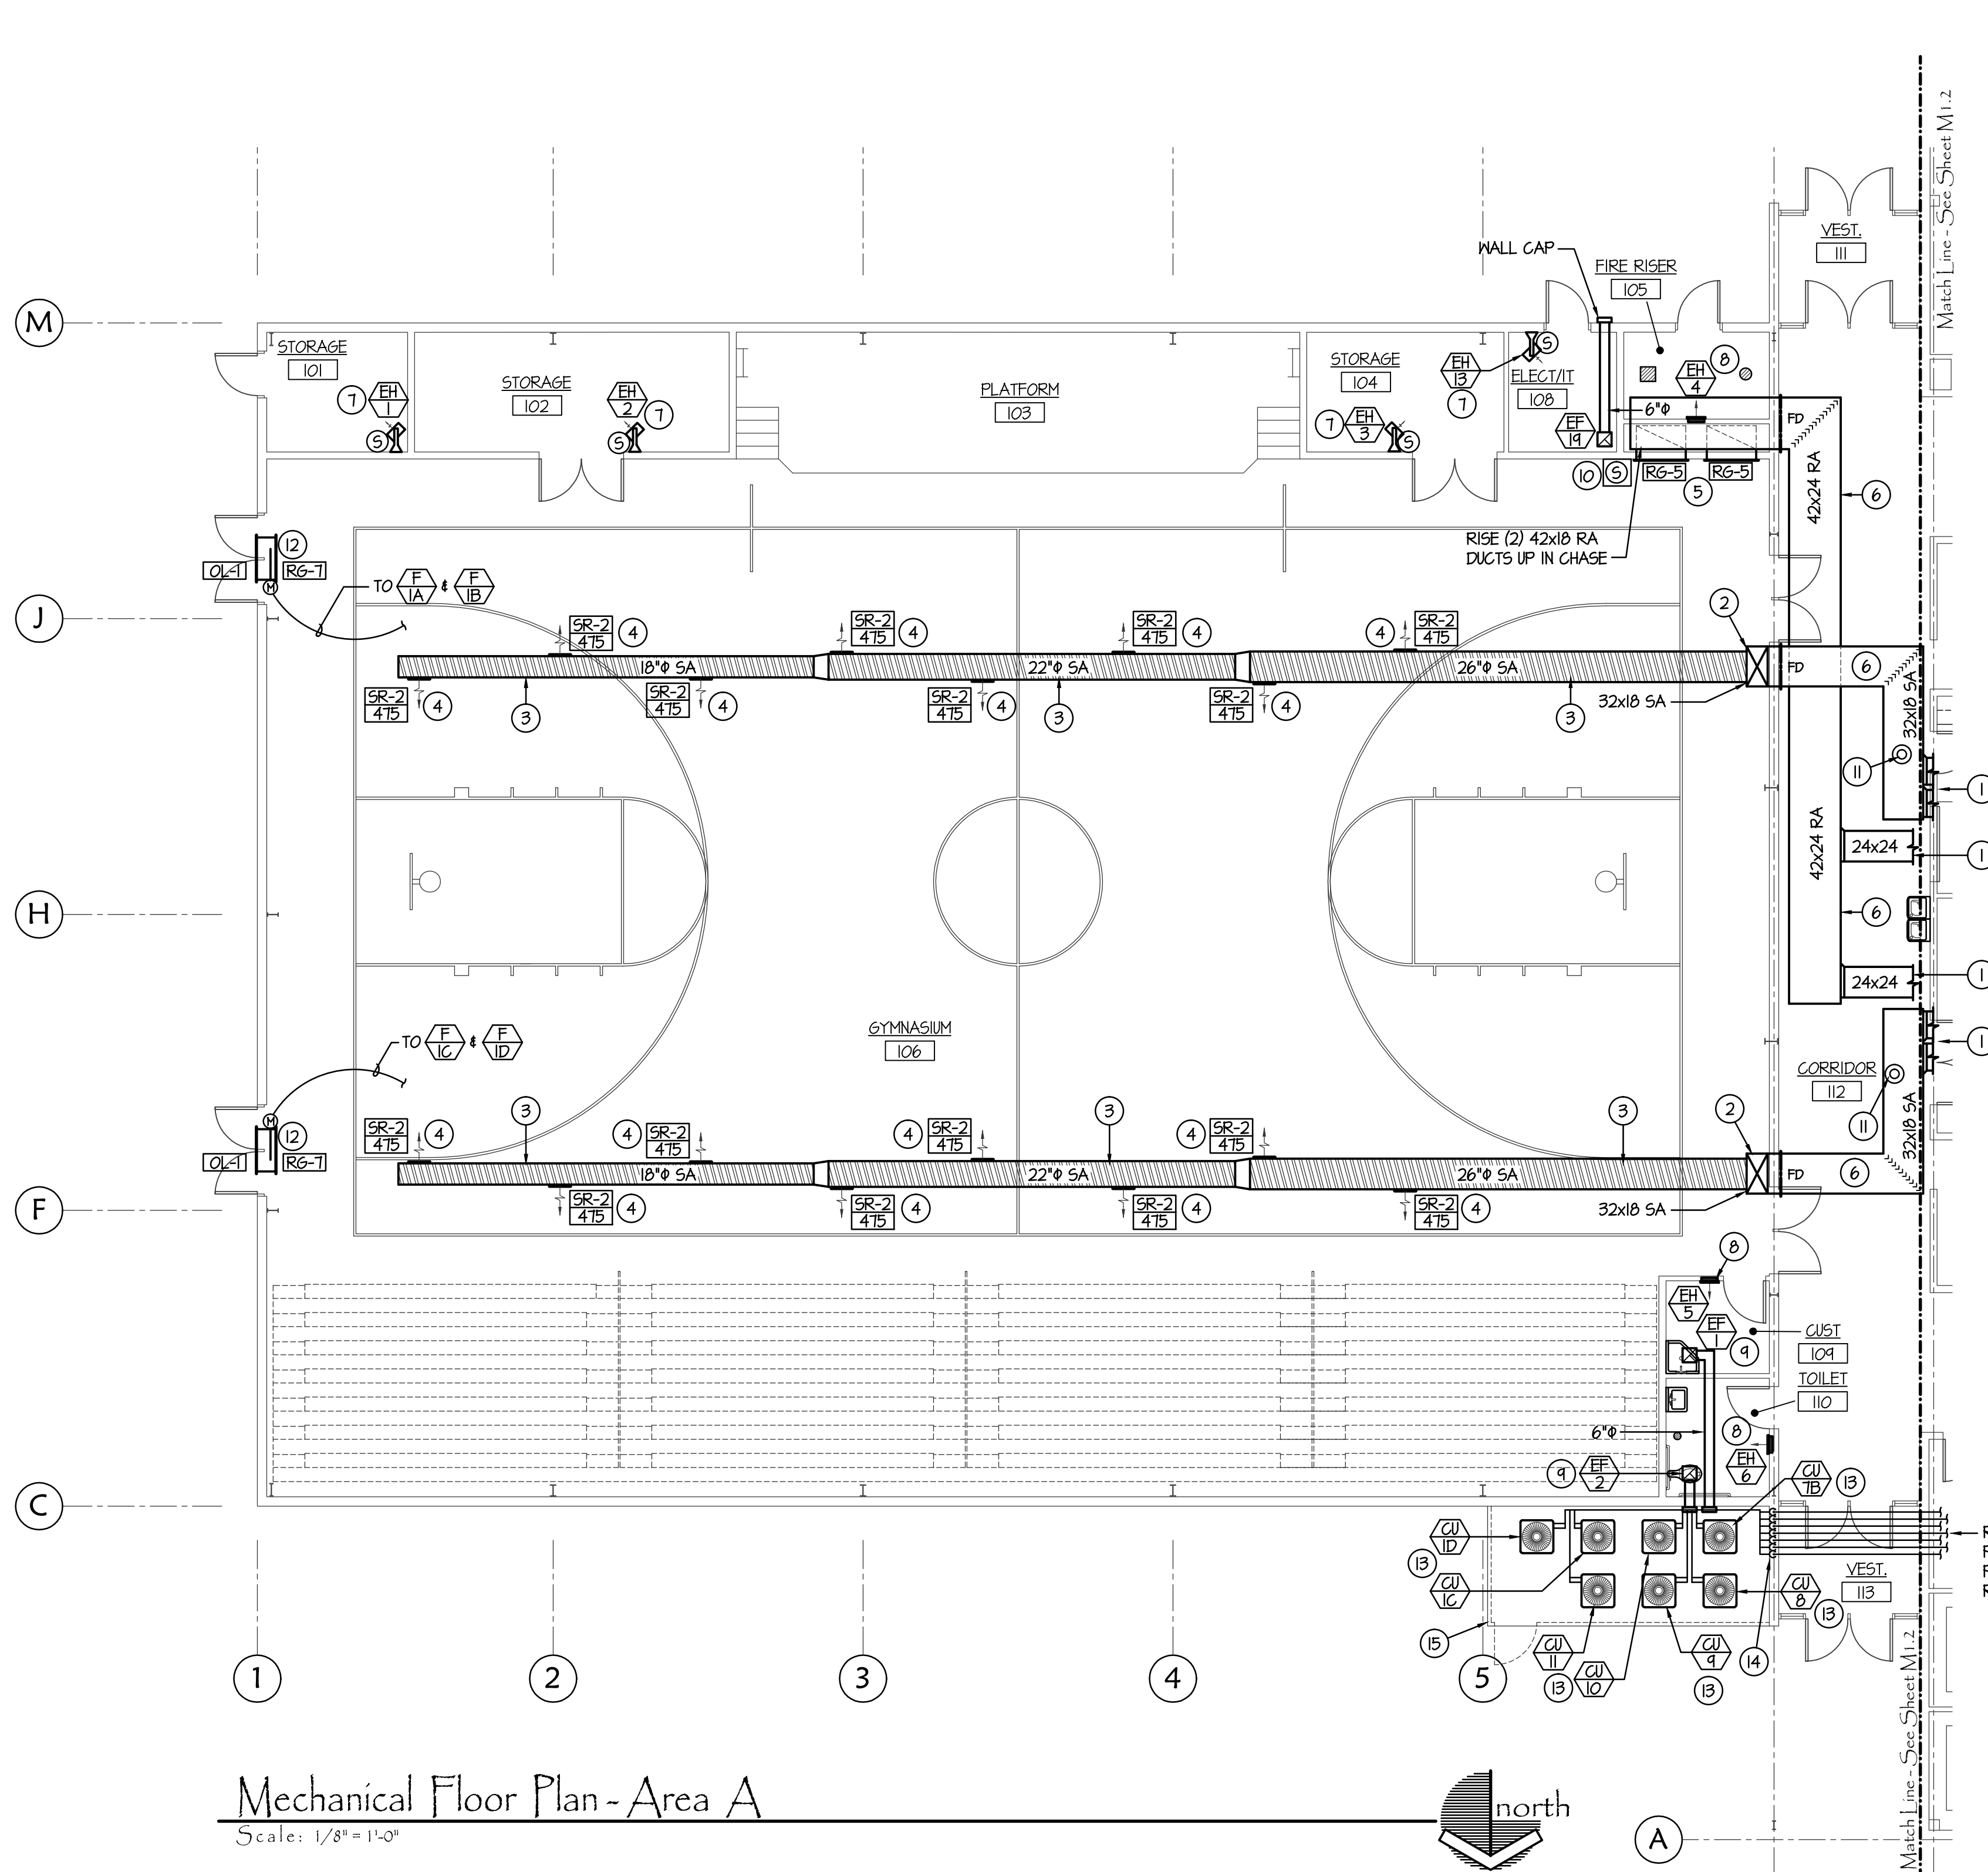 Match Line - See Sheet M1.2
VEST.
111
WALL CAP
FIRE RISER
105
M
STORAGE
101
STORAGE
102
PLATFORM
103
STORAGE
104
ELECT/IT
108
7
EH
1
S
EH
2
7
S
7
EH
3
S
EH
13
7
S
EH
4
8
6"Φ
EF
19
FD
10
S
RG-5
RG-5
5
42x24 RA
6
RISE (2) 42x18 RA
DUCTS UP IN CHASE
12
OL-1
RG-7
M
TO
F
1A
&
F
1B
J
SR-2
475
4
SR-2
475
4
SR-2
475
4
4
SR-2
475
2
18"Φ SA
22"Φ SA
26"Φ SA
FD
6
SR-2
475
4
3
SR-2
475
4
SR-2
475
4
3
SR-2
475
4
3
32x18 SA
32x18 SA
11
1
42x24 RA
24x24
1
H
6
24x24
1
GYMNASIUM
106
TO
F
1C
&
F
1D
1
CORRIDOR
112
11
32x18 SA
M
12
OL-1
RG-7
SR-2
475
4
3
4
SR-2
475
4
SR-2
475
3
4
SR-2
475
3
2
18"Φ SA
22"Φ SA
26"Φ SA
FD
6
F
SR-2
475
4
SR-2
475
4
SR-2
475
4
SR-2
475
4
32x18 SA
8
EH
5
EF
1
9
CUST
109
TOILET
110
6"Φ
8
EH
6
9
EF
2
CU
7B
13
C
CU
1D
13
CU
1C
R
R
F
R
VEST.
113
CU
8
13
15
CU
11
13
CU
10
CU
9
13
14
1
2
3
4
5
Match Line - See Sheet M1.2
Mechanical Floor Plan - Area A
Scale: 1/8" = 1'-0"
north
A